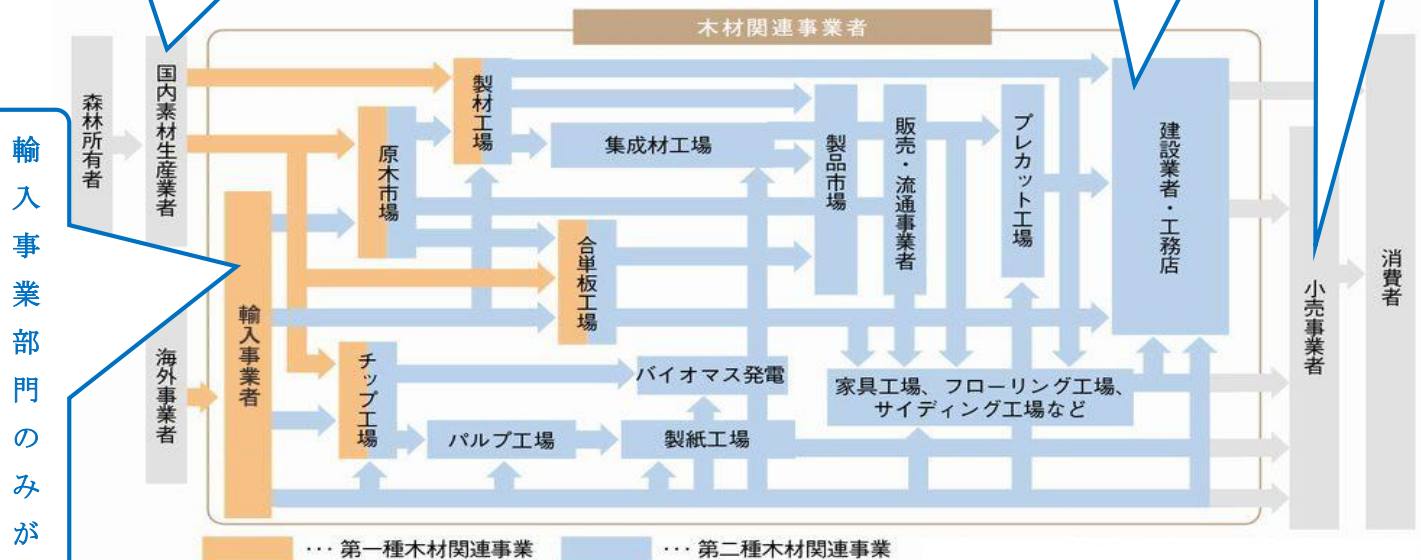 木材関連事業者
森林所有者
国内素材生産業者
海外事業者
輸入事業部門のみが
輸入事業者
原木市場
製材工場
集成材工場
合単板工場
チップ工場
パルプ工場
製紙工場
バイオマス発電
製品市場
販売・流通事業者
プレカット工場
家具工場、フローリング工場、
サイディング工場など
建設業者・工務店
小売事業者
消費者
… 第一種木材関連事業
… 第二種木材関連事業